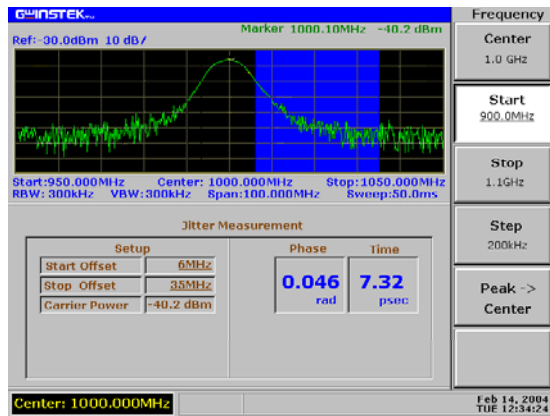 GWINSTEK
Marker 1000.10MHz -40.2 dBm
Ref:-30.0dBm 10 dB/
Start:950.000MHz Center: 1000.000MHz Stop:1050.000MHz
RBW: 300kHz VBW: 300kHz Span:100.000MHz Sweep:50.0ms
Jitter Measurement
Setup
Start Offset 6MHz
Stop Offset 35MHz
Carrier Power -40.2 dBm
Phase Time
0.046 7.32
rad psec
Center: 1000.000MHz
Frequency
Center
1.0 GHz
Start
900.0MHz
Stop
1.1GHz
Step
200kHz
Peak ->
Center
Feb 14, 2004
TUE 12:34:24